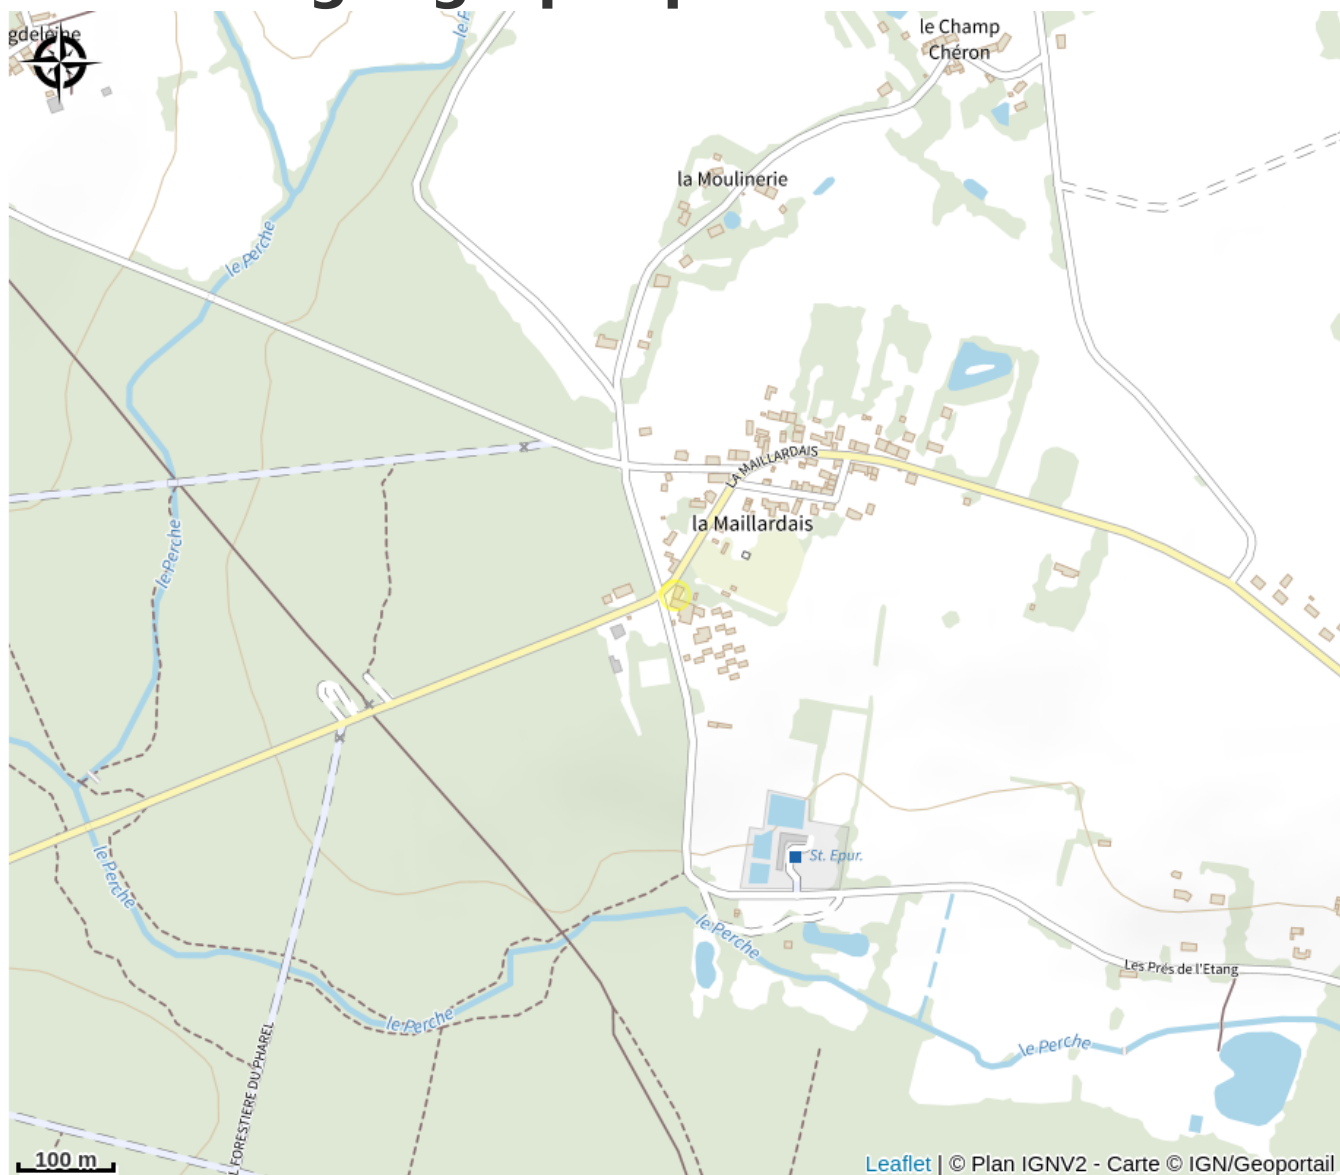 gdeleine
le Champ
Chéron
la Moulinerie
le Perche
LA MAILLARDAIS
la Maillardais
le Perche
St. Epur.
le Perche
le Perche
Les Prés de l'Etang
le Perche
le Perche
FORESTIERE DU PHAREL
100 m
Leaflet | © Plan IGNV2 - Carte © IGN/Geoportail